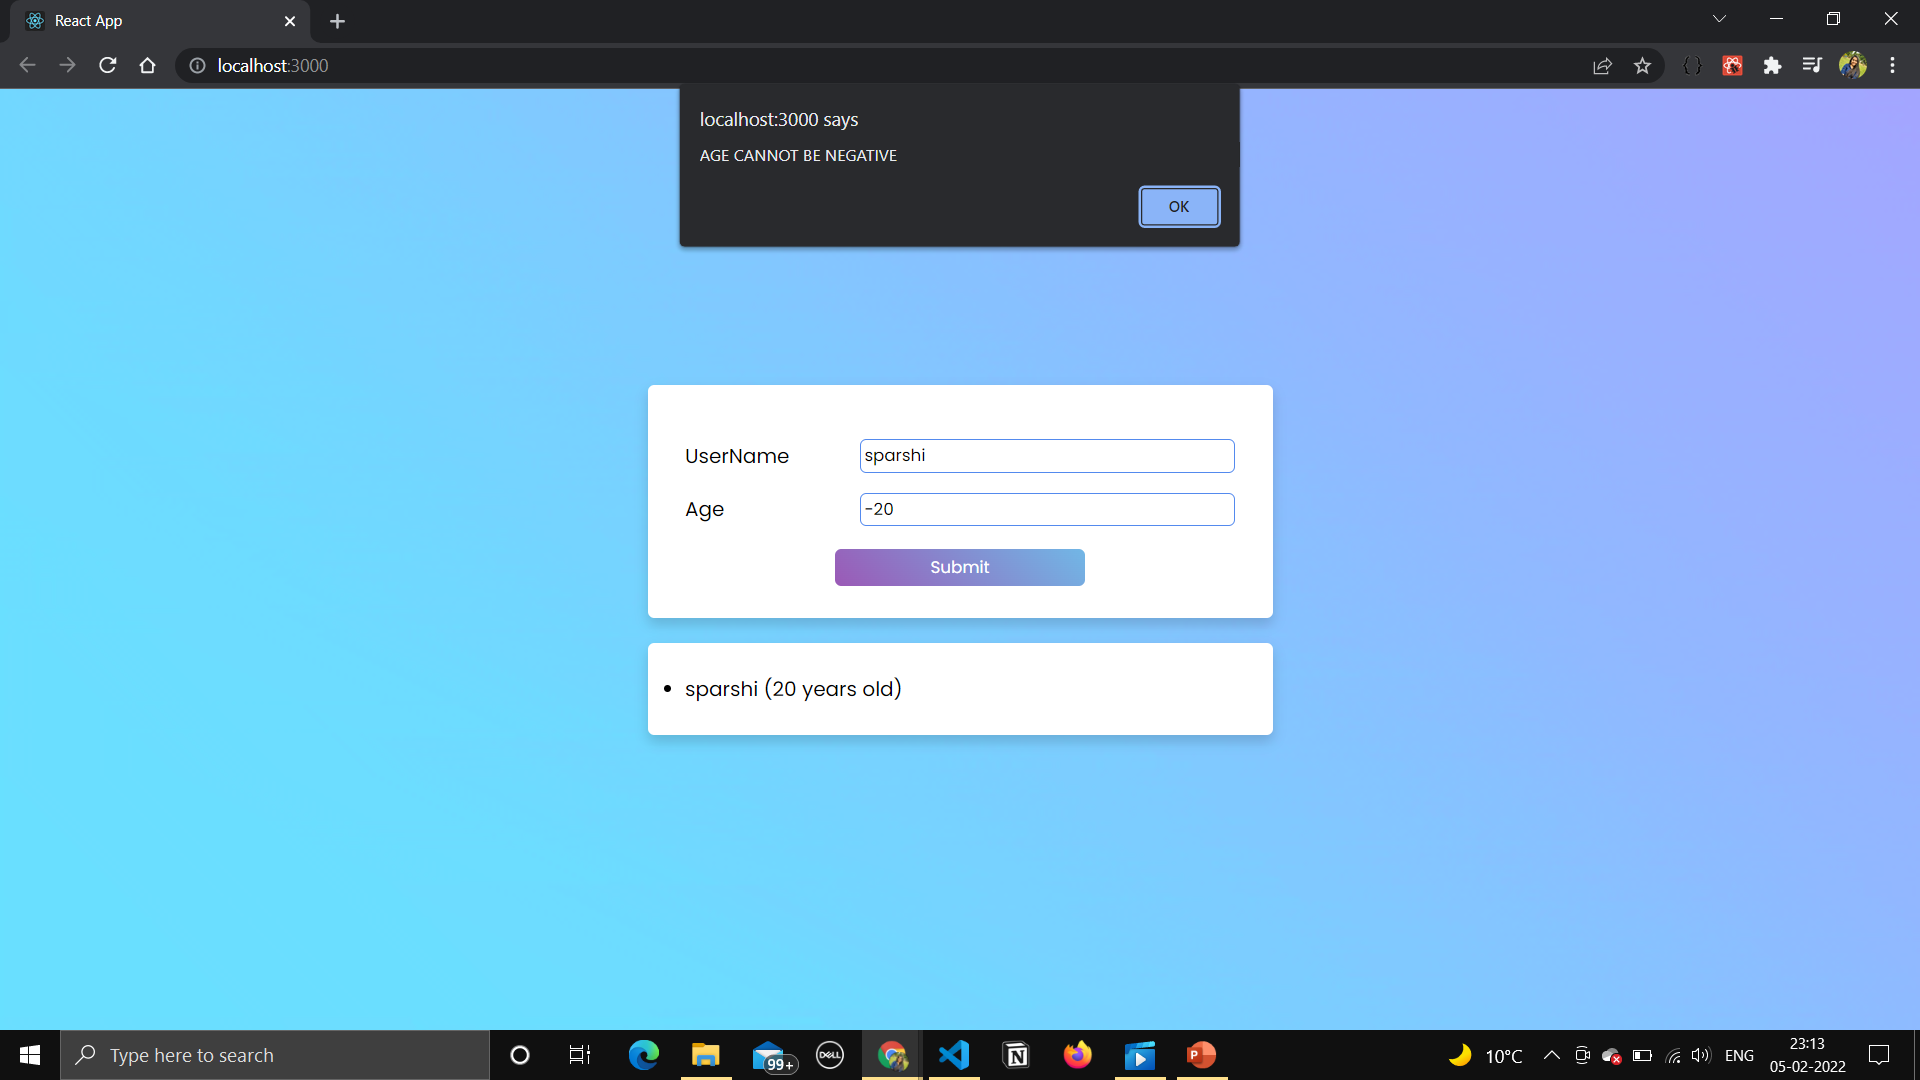 React App
localhost:3000
localhost:3000 says
AGE CANNOT BE NEGATIVE
OK
UserName
sparshi
Age
-20
Submit
sparshi (20 years old)
Type here to search
99+
DELL
N
P
10°C
ENG
23:13
05-02-2022